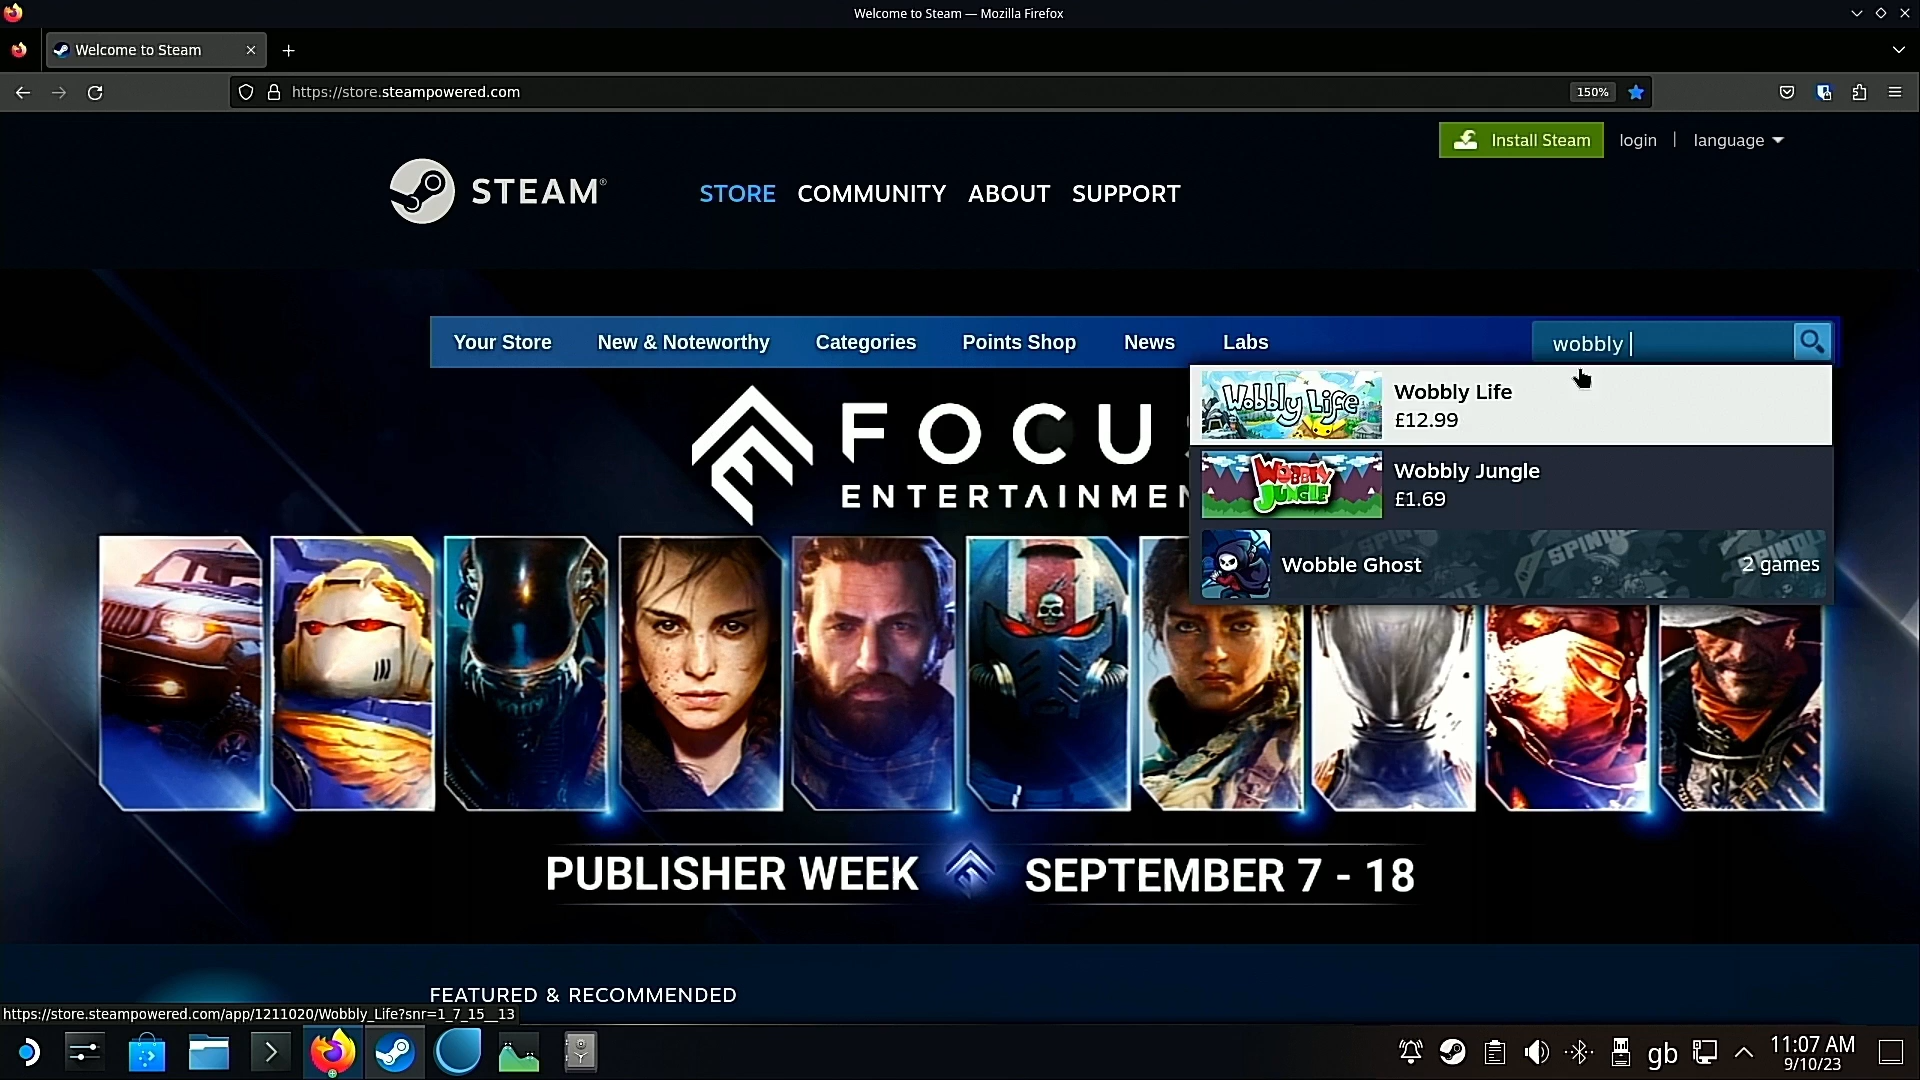 Welcome to Steam — Mozilla Firefox
Welcome to Steam
https://store.steampowered.com
150%
Install Steam
login
language
STEAM®
STORE
COMMUNITY
ABOUT
SUPPORT
Your Store
New & Noteworthy
Categories
Points Shop
News
Labs
wobbly
Wobbly Life
Wobbly Life
£12.99
Wobbly Jungle
Wobbly Jungle
£1.69
Wobble Ghost
2 games
FOCUS
ENTERTAINMEN
PUBLISHER WEEK
SEPTEMBER 7 - 18
FEATURED & RECOMMENDED
https://store.steampowered.com/app/1211020/Wobbly_Life?snr=1_7_15__13
gb
11:07 AM
9/10/23